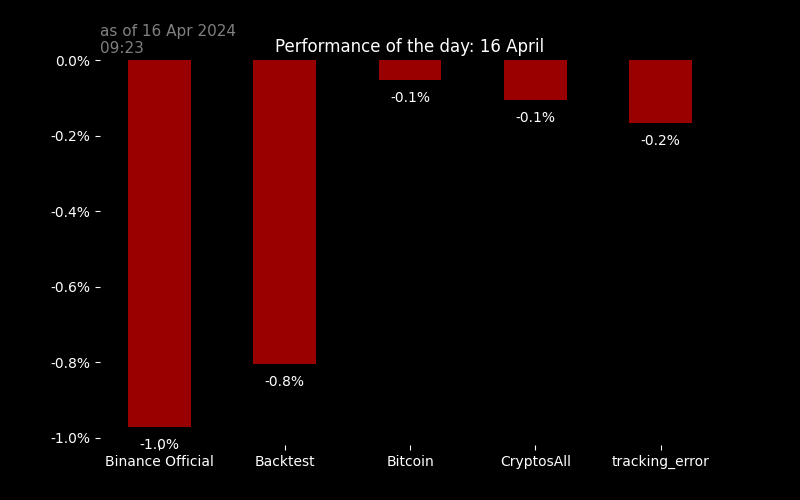 as of 16 Apr 2024
09:23
Performance of the day: 16 April
0.0%
-0.2%
-0.4%
-0.6%
-0.8%
-1.0%
-1.0%
-0.8%
-0.1%
-0.1%
-0.2%
Binance Official
Backtest
Bitcoin
CryptosAll
tracking_error